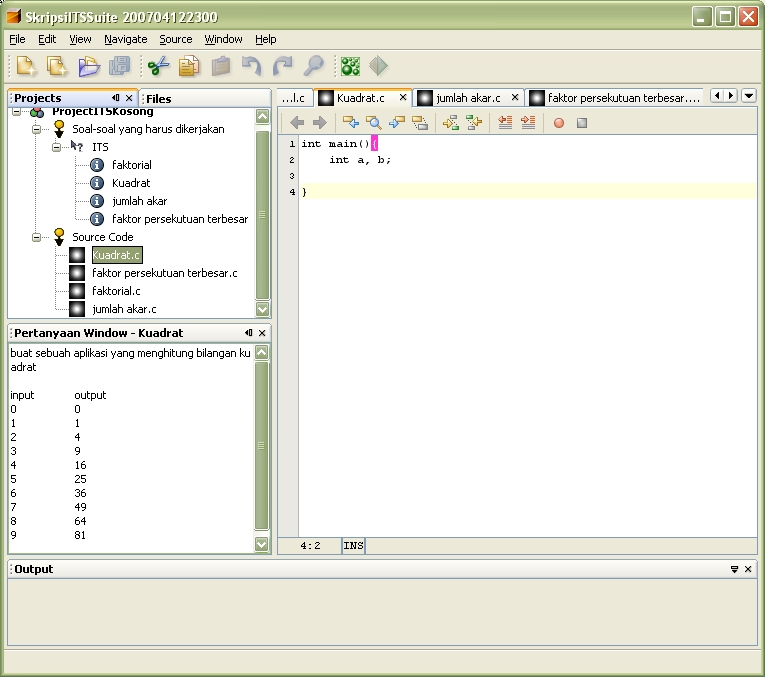 SkripsiITSSuite 200704122300
File Edit View Navigate Source Window Help
Projects Files
ProjectITSKosong
Soal-soal yang harus dikerjakan
ITS
faktorial
Kuadrat
jumlah akar
faktor persekutuan terbesar
Source Code
Kuadrat.c
faktor persekutuan terbesar.c
faktorial.c
jumlah akar.c
Pertanyaan Window - Kuadrat
buat sebuah aplikasi yang menghitung bilangan ku
adrat
input output
0 0
1 1
2 4
3 9
4 16
5 25
6 36
7 49
8 64
9 81
...l.c Kuadrat.c jumlah akar.c faktor persekutuan terbesar....
1 int main(){
2 int a, b;
3
4 }
4:2 INS
Output